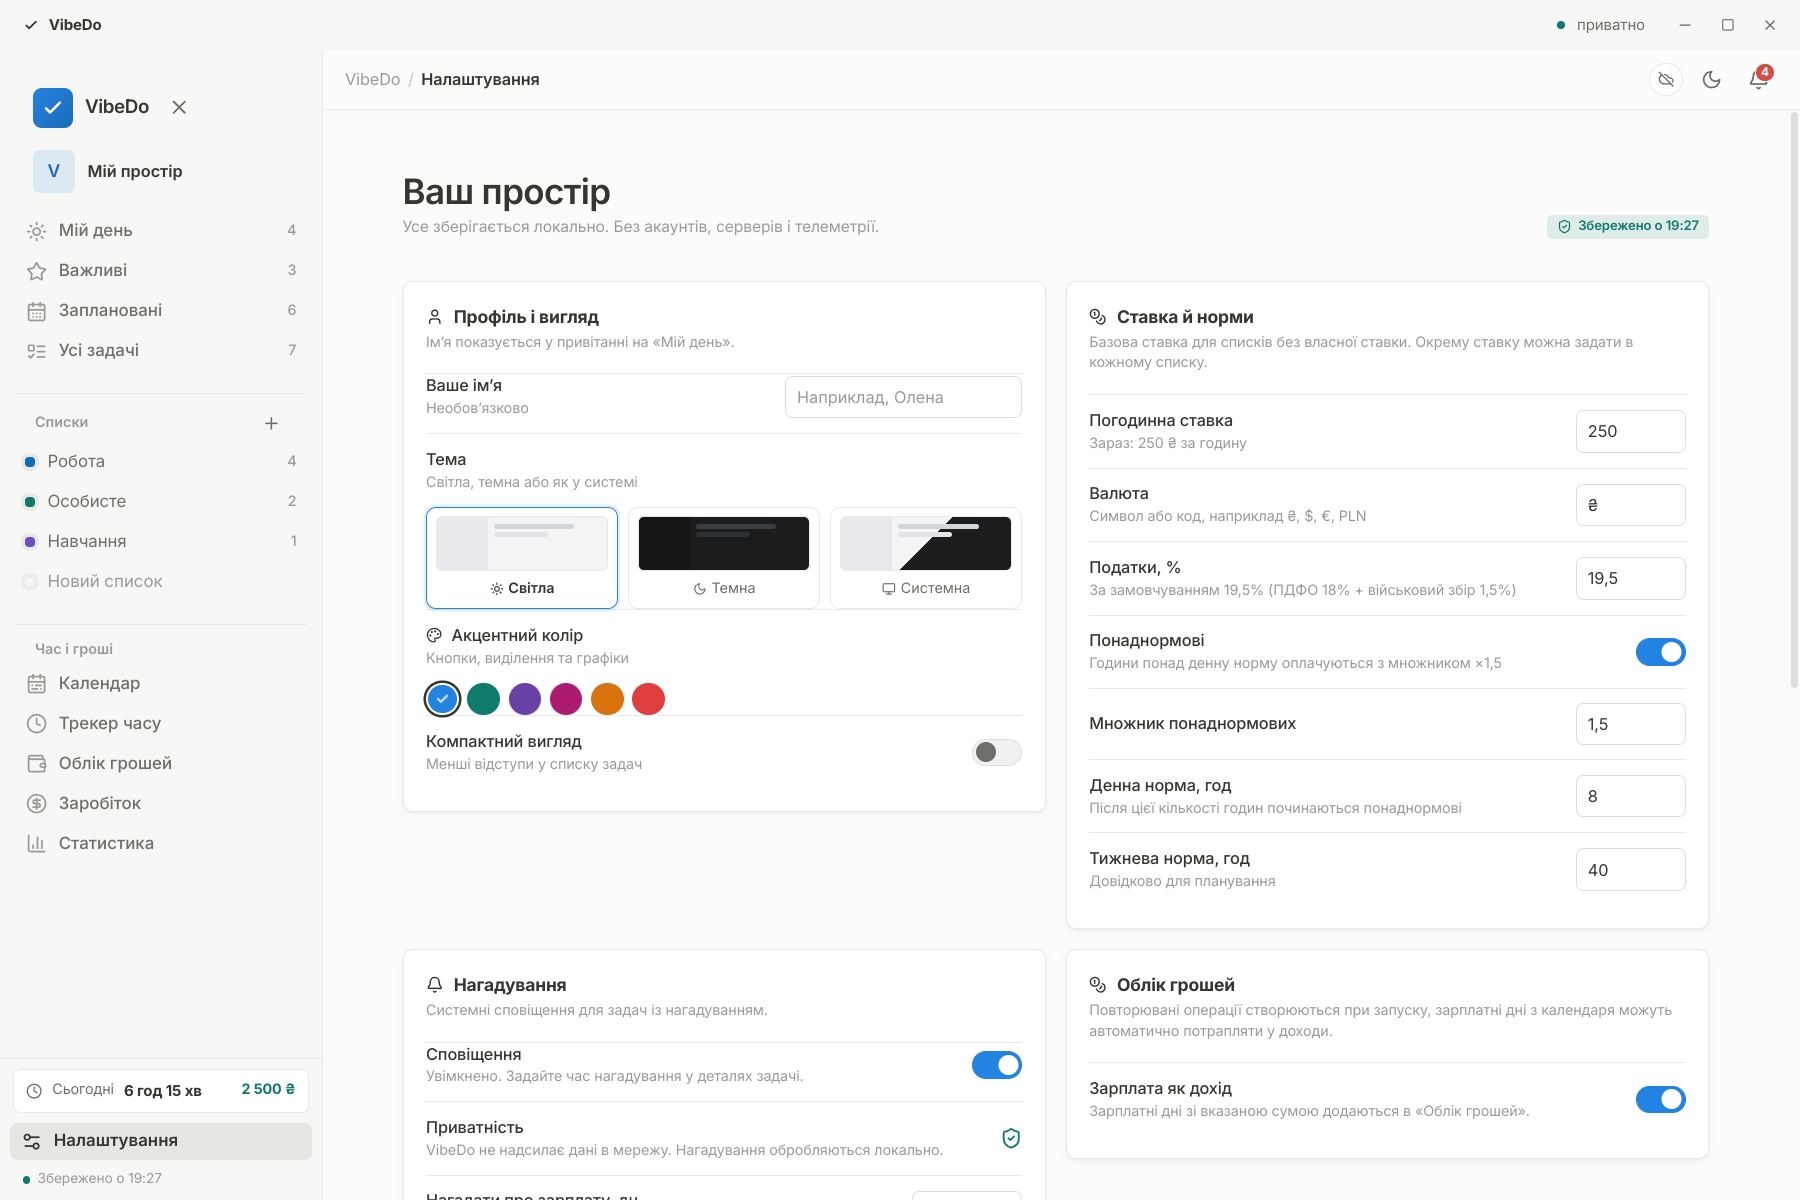 VibeDo
приватно
VibeDo
V
Мій простір
Мій день 4
Важливі 3
Заплановані 6
Усі задачі 7
Списки
Робота 4
Особисте 2
Навчання 1
Новий список
Час і гроші
Календар
Трекер часу
Облік грошей
Заробіток
Статистика
Сьогодні 6 год 15 хв 2 500 ₴
Налаштування
Збережено о 19:27
VibeDo / Налаштування
4
Ваш простір
Усе зберігається локально. Без акаунтів, серверів і телеметрії.
Збережено о 19:27
Профіль і вигляд
Ім’я показується у привітанні на «Мій день».
Ваше ім’я
Необов’язково
Наприклад, Олена
Тема
Світла, темна або як у системі
Світла
Темна
Системна
Акцентний колір
Кнопки, виділення та графіки
Компактний вигляд
Менші відступи у списку задач
Ставка й норми
Базова ставка для списків без власної ставки. Окрему ставку можна задати в
кожному списку.
Погодинна ставка
Зараз: 250 ₴ за годину
250
Валюта
Символ або код, наприклад ₴, $, €, PLN
₴
Податки, %
За замовчуванням 19,5% (ПДФО 18% + військовий збір 1,5%)
19,5
Понаднормові
Години понад денну норму оплачуються з множником ×1,5
Множник понаднормових
1,5
Денна норма, год
Після цієї кількості годин починаються понаднормові
8
Тижнева норма, год
Довідково для планування
40
Нагадування
Системні сповіщення для задач із нагадуванням.
Сповіщення
Увімкнено. Задайте час нагадування у деталях задачі.
Приватність
VibeDo не надсилає дані в мережу. Нагадування обробляються локально.
Нагадати про зарплату, дн
Облік грошей
Повторювані операції створюються при запуску, зарплатні дні з календаря можуть
автоматично потрапляти у доходи.
Зарплата як дохід
Зарплатні дні зі вказаною сумою додаються в «Облік грошей».